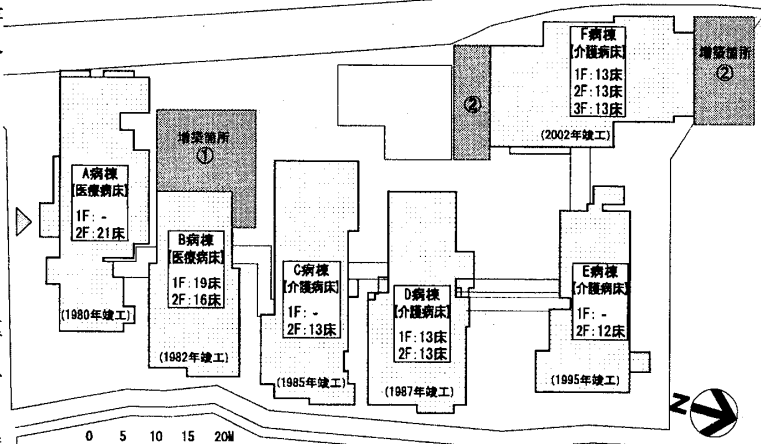 F病棟
【介護病床】
1F:13床
2F:13床
3F:13床
(2002年竣工)
増築箇所
②
②
増築箇所
①
A病棟
【医療病床】
1F: -
2F:21床
(1980年竣工)
B病棟
【医療病床】
1F:19床
2F:16床
(1982年竣工)
C病棟
【介護病床】
1F: -
2F:13床
(1985年竣工)
D病棟
【介護病床】
1F:13床
2F:13床
(1987年竣工)
E病棟
【介護病床】
1F: -
2F:12床
(1995年竣工)
N
0 5 10 15 20M